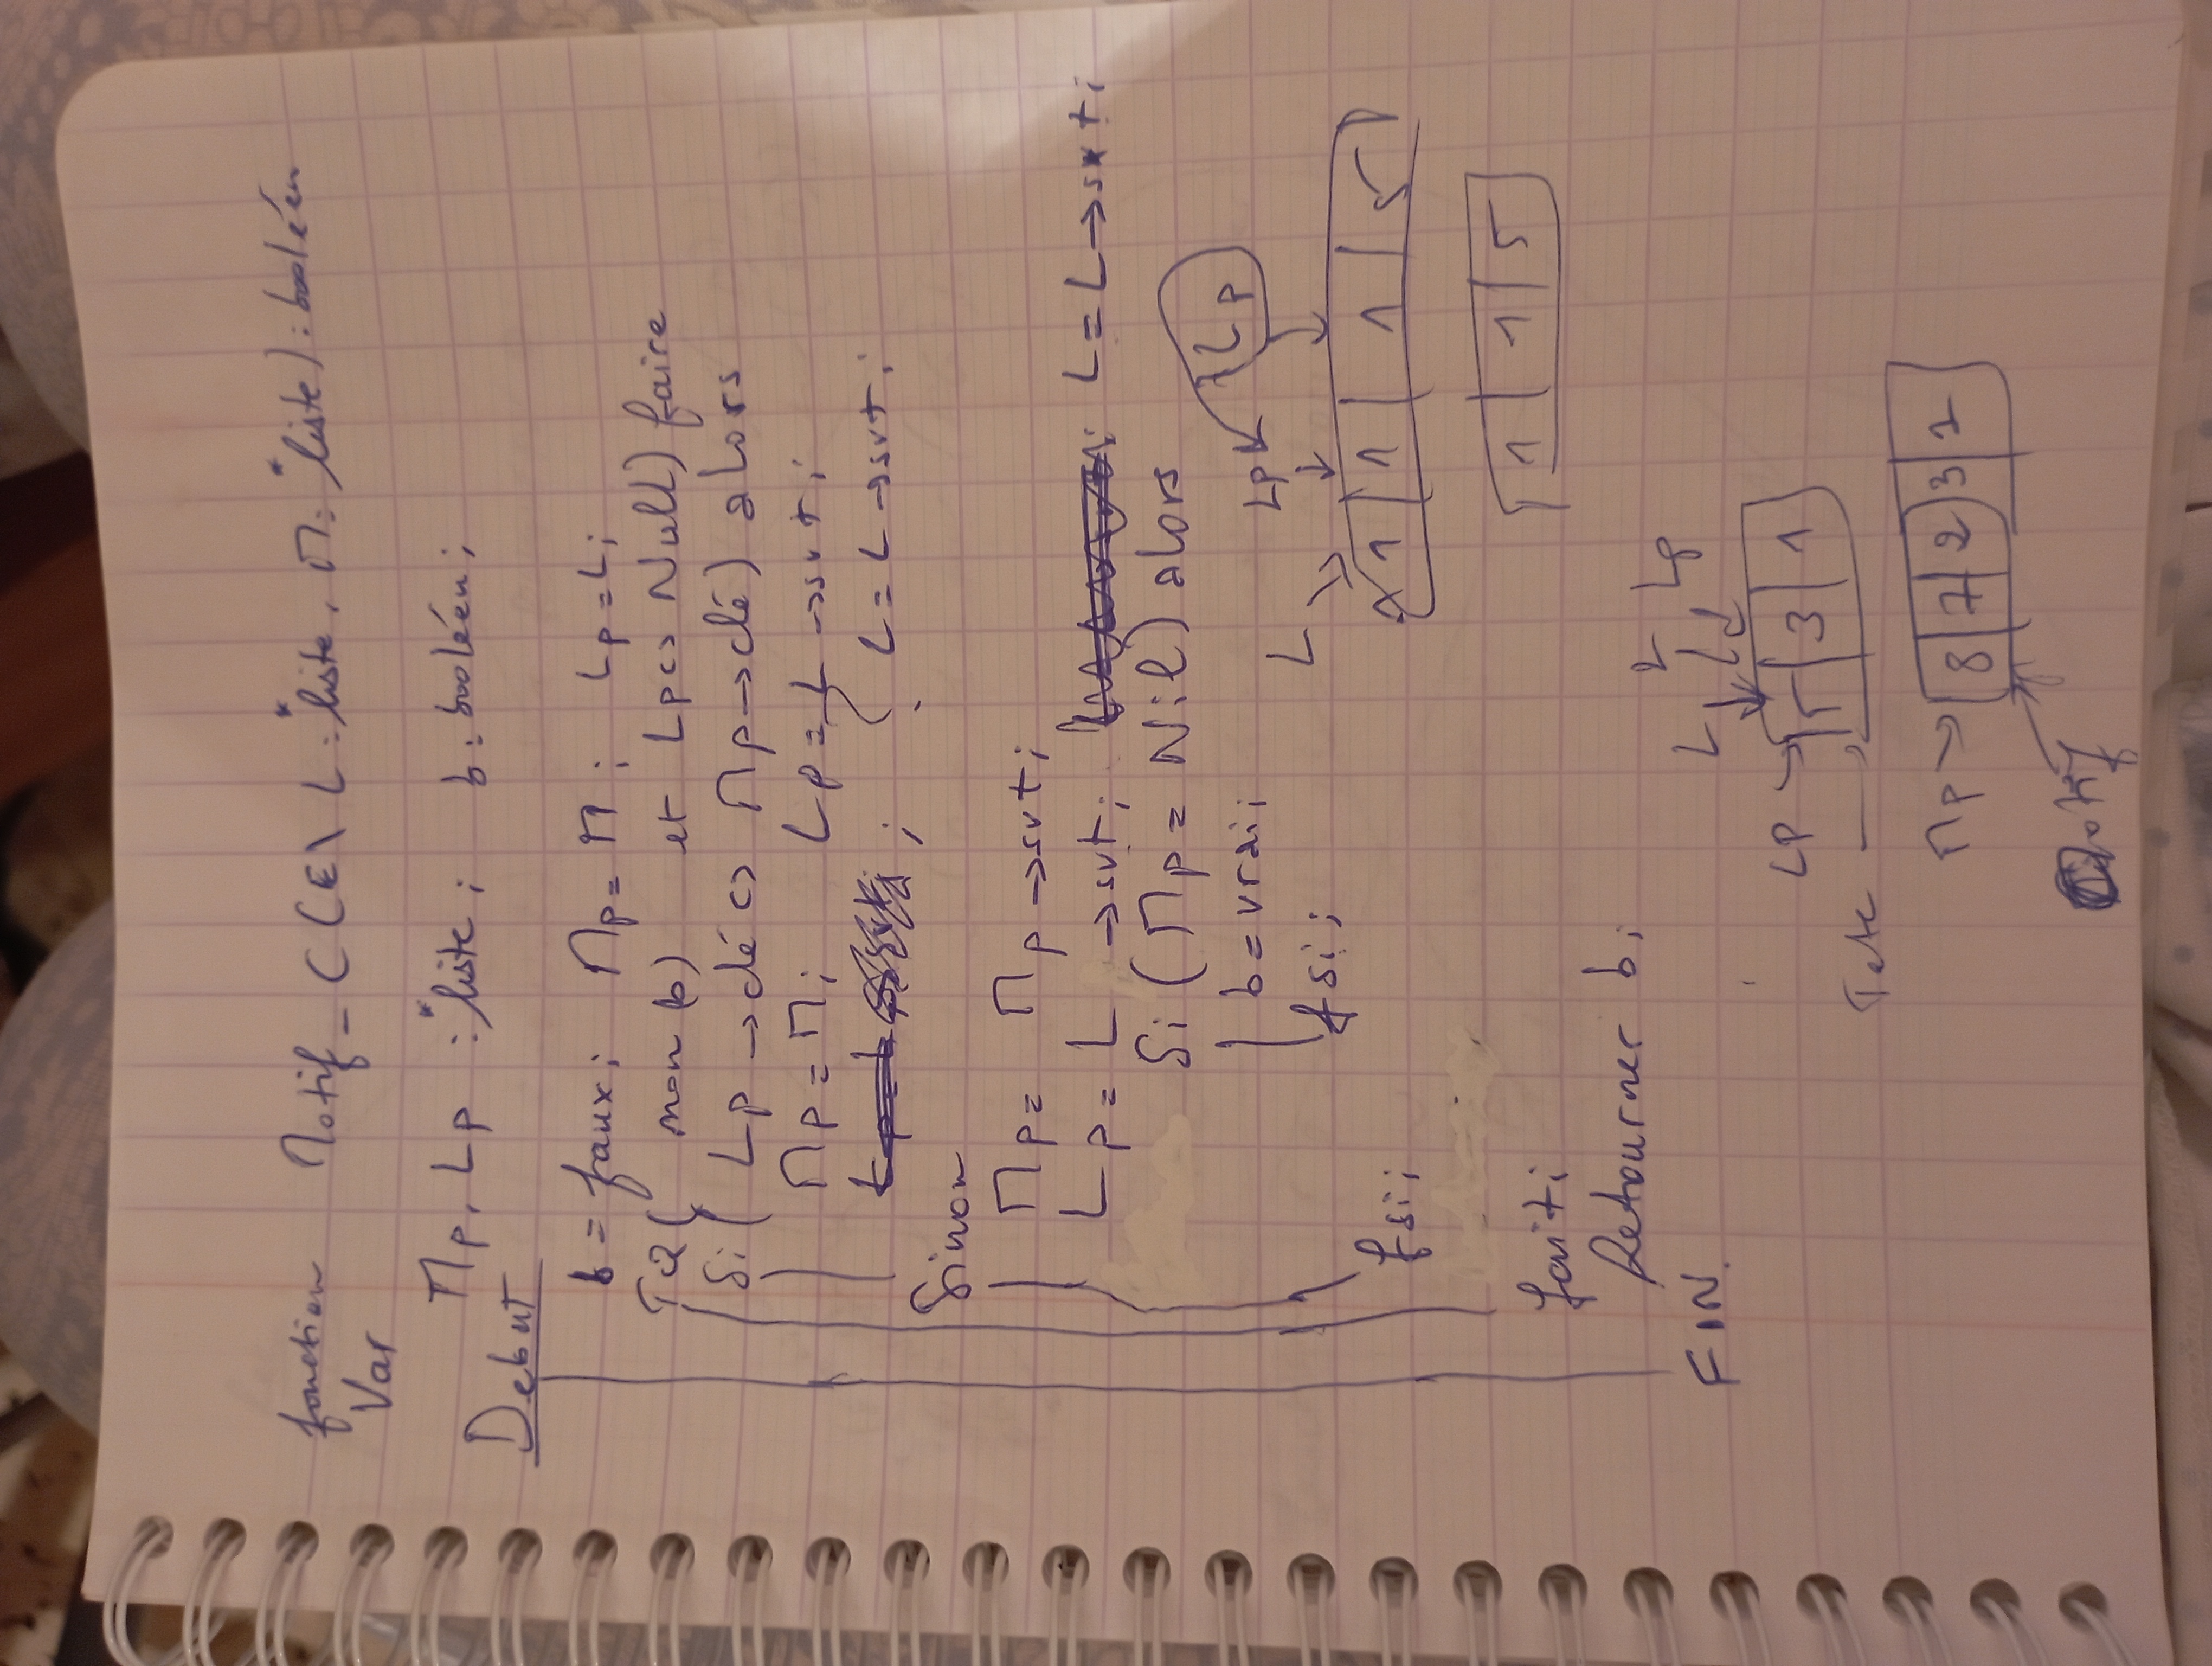 fonction Motif_C (E\ L : *liste, M : *liste) : booléen
Var
Mp, Lp : *liste ; b : booléen ;
Debut
b = faux ; Mp = M ; Lp = L ;
TQ ( non (b) et Lp <> Null) faire
Si ( Lp → clé <> Mp → clé ) alors
Mp = M ; Lp = L → svt ;
; L = L → svt ;
Sinon
Mp = Mp → svt ;
Lp = L → svt ; L = L → svt ;
Si ( Mp = Nil ) alors
b = vrai ;
fsi ;
fsi ;
Lp
Lp
L
1 1 1 5
1 1 5
fait ;
Retourner b ;
FIN.
L L Lp
Lp → 5 3 1
Tete →
Mp → 8 7 2 3 1
Motif